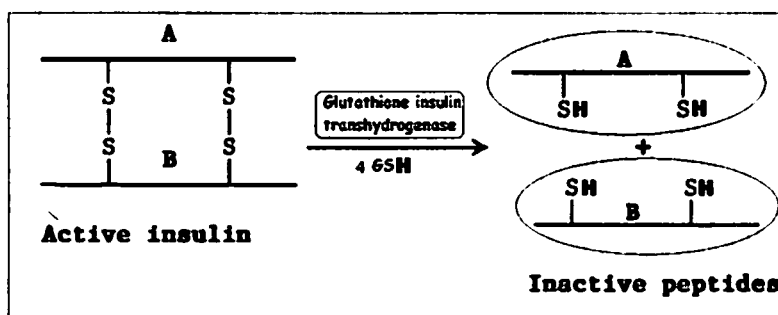 A
S S
S S
B
Active insulin
Glutathione insulin
transhydrogenase
4 GSH
A
SH SH
+
SH SH
B
Inactive peptides